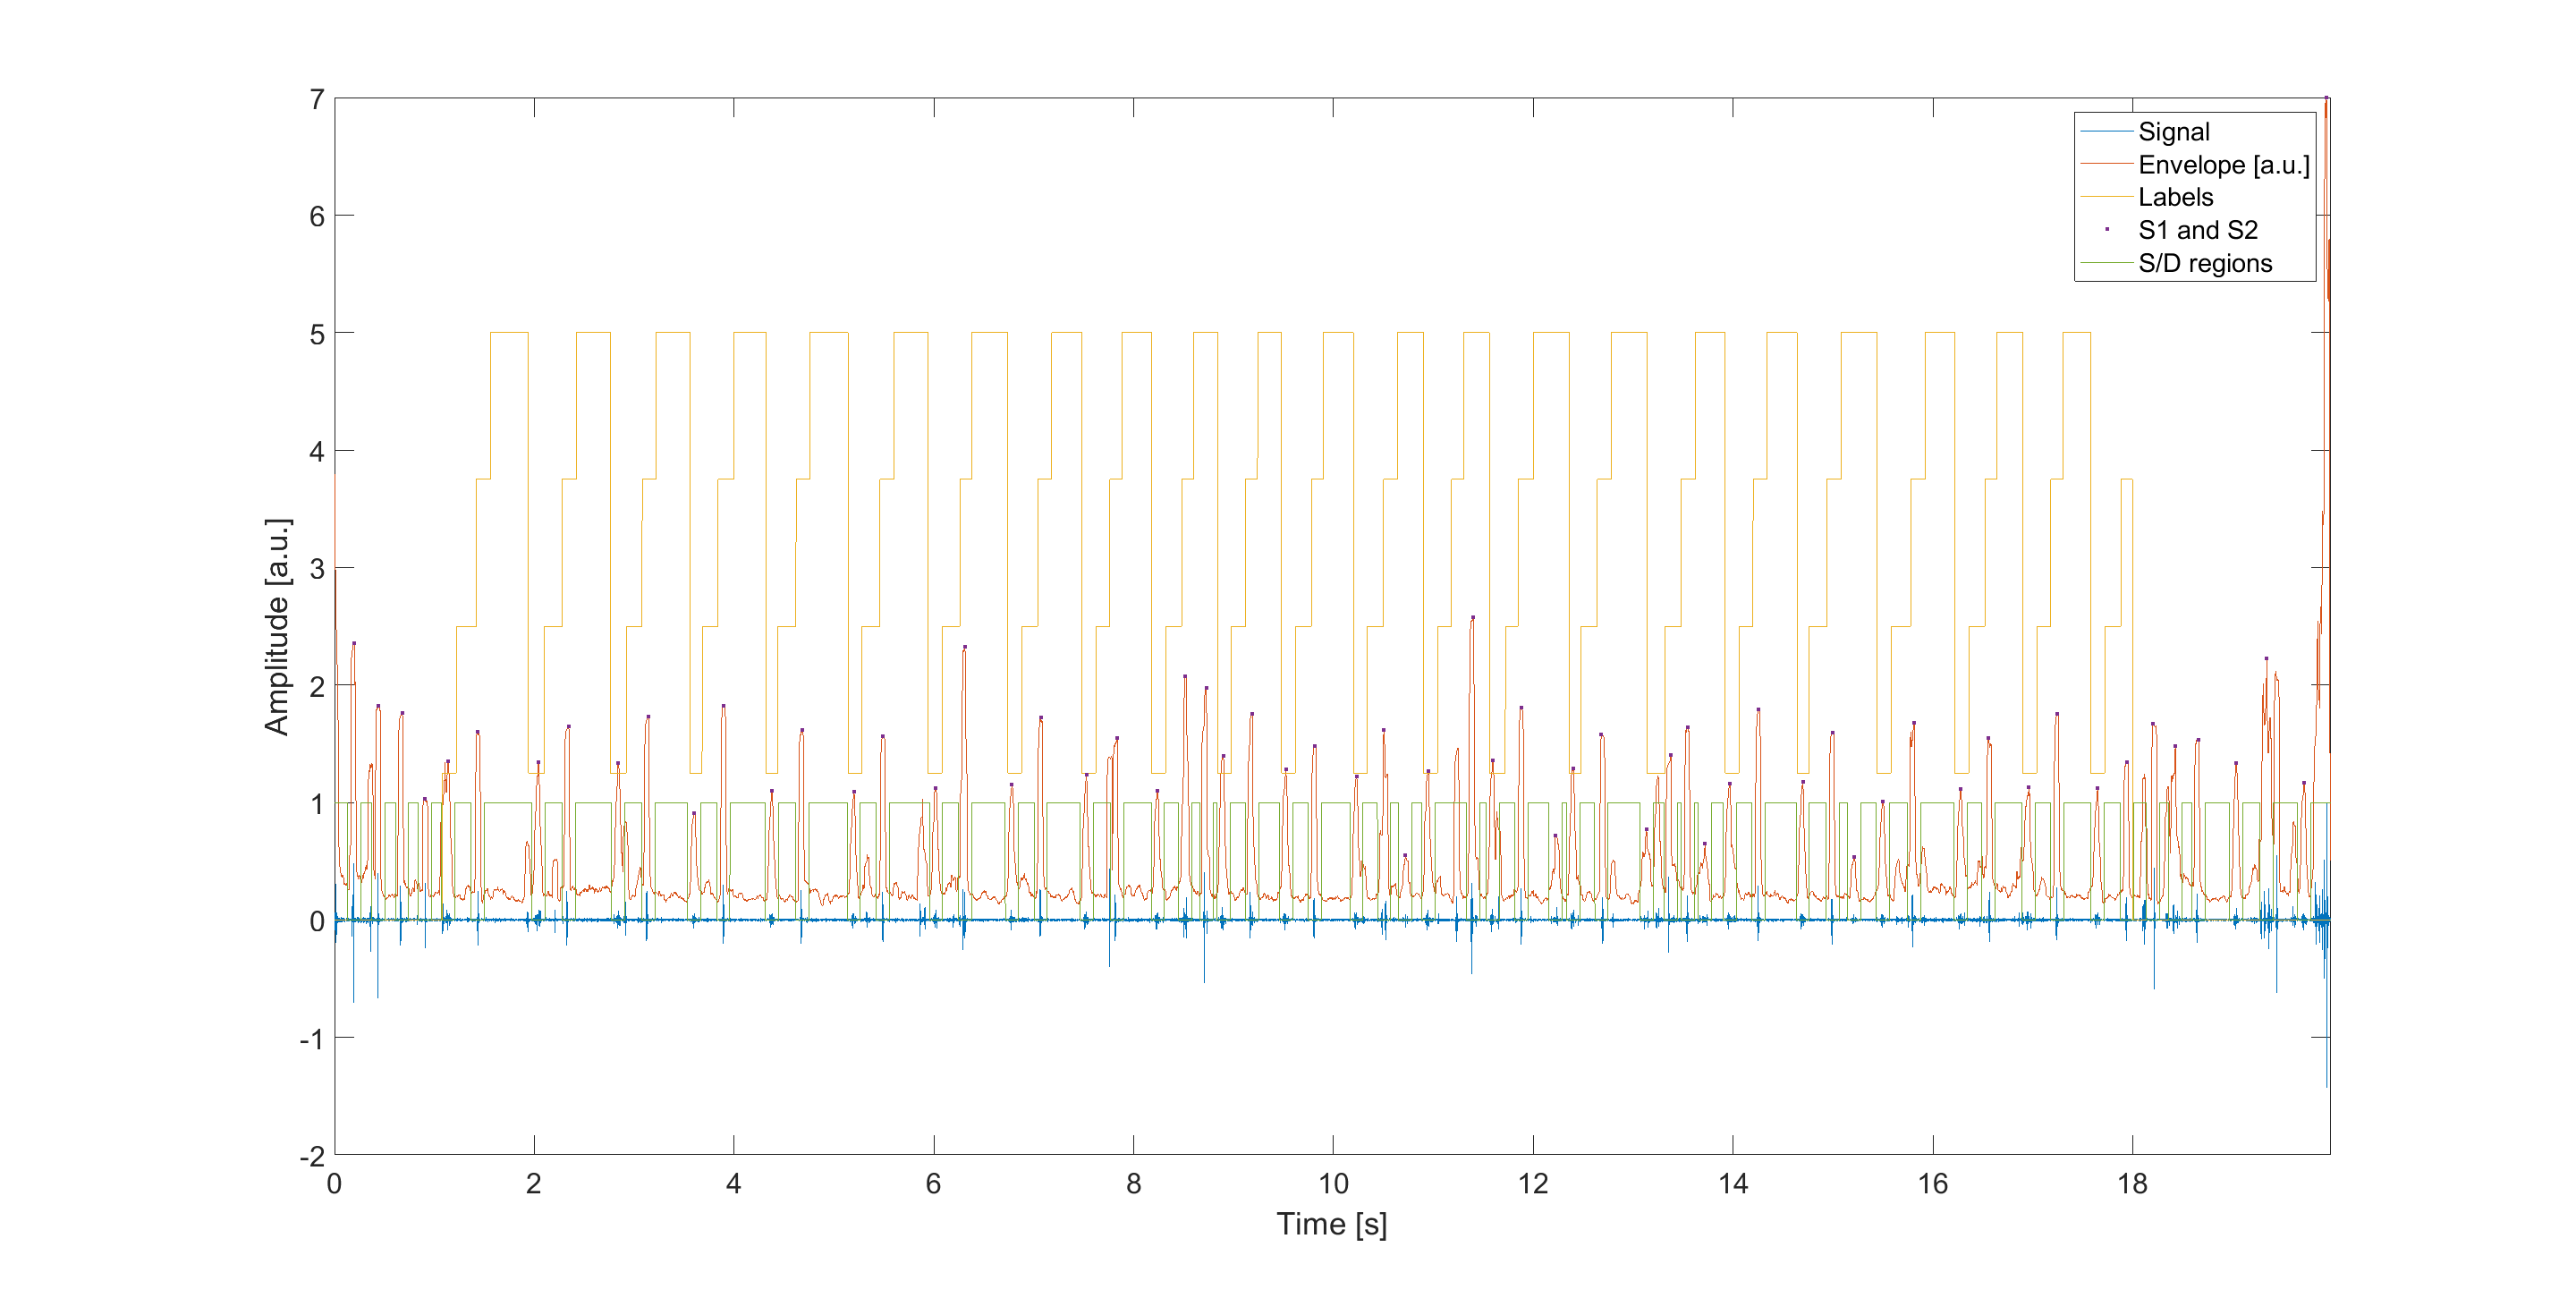 7
6
5
4
3
2
1
0
-1
-2
Amplitude [a.u.]
0 2 4 6 8 10 12 14 16 18
Time [s]
Signal
Envelope [a.u.]
Labels
S1 and S2
S/D regions